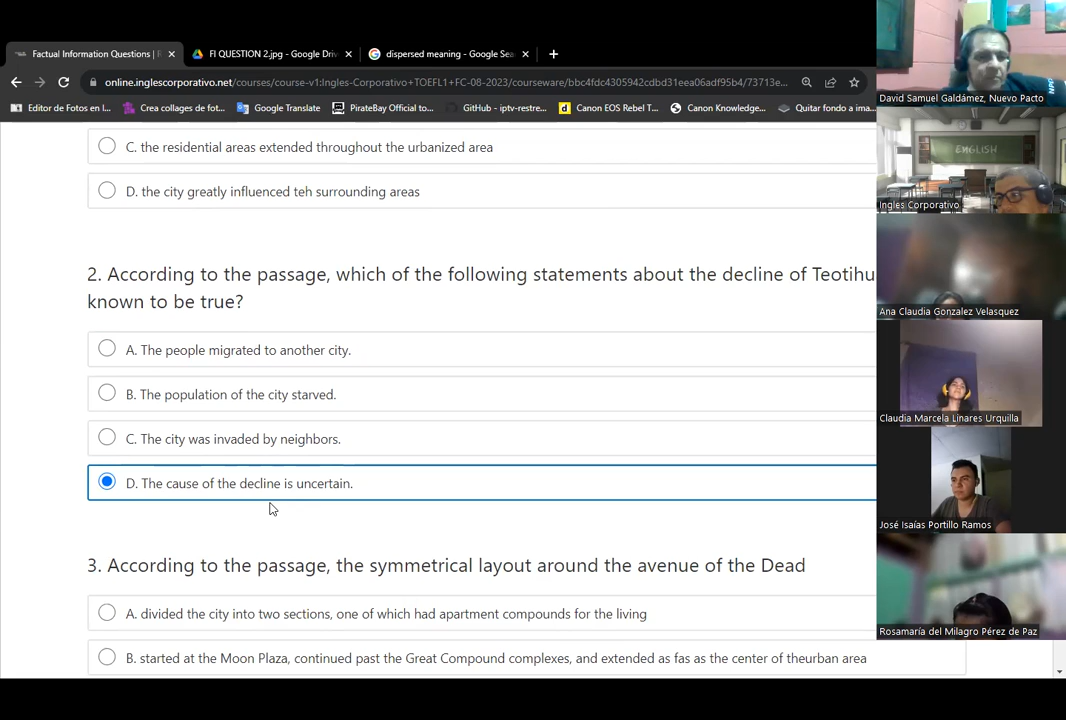 Factual Information Questions |
FI QUESTION 2.jpg - Google Driv
dispersed meaning - Google Sea
online.inglescorporativo.net/courses/course-v1:Ingles-Corporativo+TOEFL1+FC-08-2023/courseware/bbc4fdc4305942cdbd31eea06adf95b4/73713e...
Editor de Fotos en l...
Crea collages de fot...
Google Translate
PirateBay Official to...
GitHub - iptv-restre...
Canon EOS Rebel T...
Canon Knowledge...
Quitar fondo a ima...
C. the residential areas extended throughout the urbanized area
D. the city greatly influenced teh surrounding areas
2. According to the passage, which of the following statements about the decline of Teotihu
known to be true?
A. The people migrated to another city.
B. The population of the city starved.
C. The city was invaded by neighbors.
D. The cause of the decline is uncertain.
3. According to the passage, the symmetrical layout around the avenue of the Dead
A. divided the city into two sections, one of which had apartment compounds for the living
B. started at the Moon Plaza, continued past the Great Compound complexes, and extended as fas as the center of theurban area
David Samuel Galdámez, Nuevo Pacto
ENGLISH
Ingles Corporativo
Ana Claudia Gonzalez Velasquez
Claudia Marcela Linares Urquilla
José Isaías Portillo Ramos
Rosamaría del Milagro Pérez de Paz